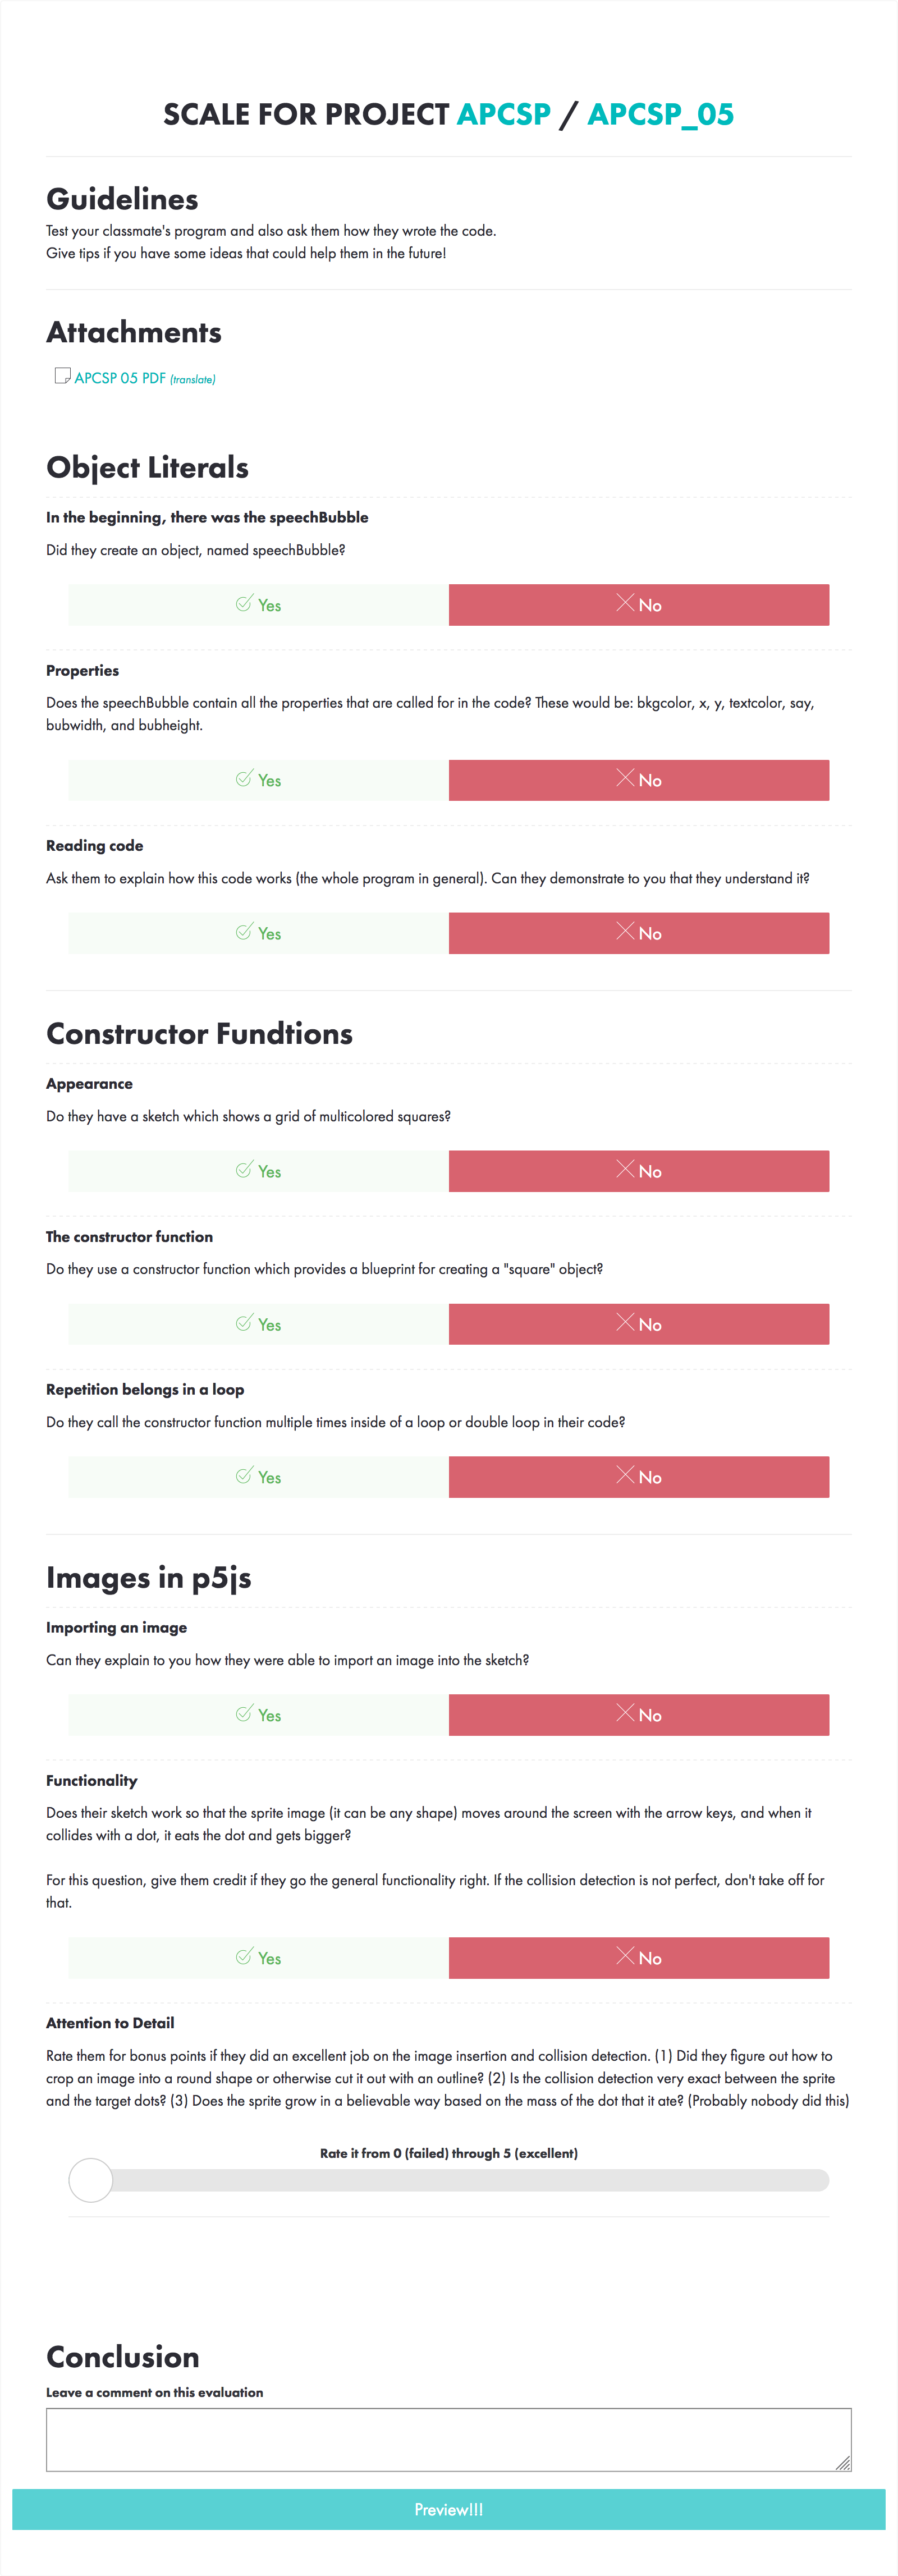 SCALE FOR PROJECT APCSP / APCSP_05
Guidelines
Test your classmate's program and also ask them how they wrote the code.
Give tips if you have some ideas that could help them in the future!
Attachments
APCSP 05 PDF (translate)
Object Literals
In the beginning, there was the speechBubble
Did they create an object, named speechBubble?
Yes
No
Properties
Does the speechBubble contain all the properties that are called for in the code? These would be: bkgcolor, x, y, textcolor, say,
bubwidth, and bubheight.
Yes
No
Reading code
Ask them to explain how this code works (the whole program in general). Can they demonstrate to you that they understand it?
Yes
No
Constructor Fundtions
Appearance
Do they have a sketch which shows a grid of multicolored squares?
Yes
No
The constructor function
Do they use a constructor function which provides a blueprint for creating a "square" object?
Yes
No
Repetition belongs in a loop
Do they call the constructor function multiple times inside of a loop or double loop in their code?
Yes
No
Images in p5js
Importing an image
Can they explain to you how they were able to import an image into the sketch?
Yes
No
Functionality
Does their sketch work so that the sprite image (it can be any shape) moves around the screen with the arrow keys, and when it
collides with a dot, it eats the dot and gets bigger?
For this question, give them credit if they go the general functionality right. If the collision detection is not perfect, don't take off for
that.
Yes
No
Attention to Detail
Rate them for bonus points if they did an excellent job on the image insertion and collision detection. (1) Did they figure out how to
crop an image into a round shape or otherwise cut it out with an outline? (2) Is the collision detection very exact between the sprite
and the target dots? (3) Does the sprite grow in a believable way based on the mass of the dot that it ate? (Probably nobody did this)
Rate it from 0 (failed) through 5 (excellent)
Conclusion
Leave a comment on this evaluation
Preview!!!